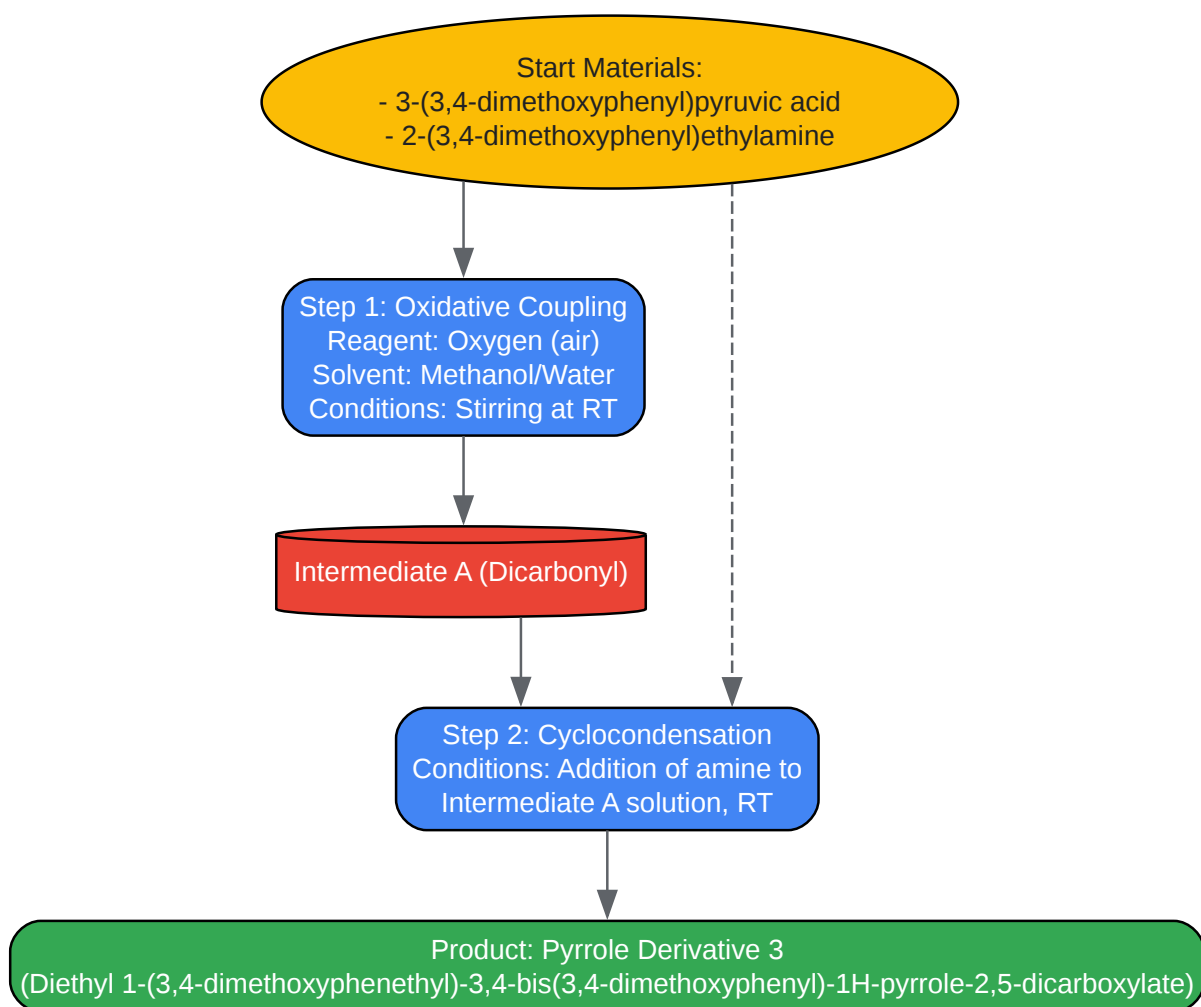 Start Materials:
- 3-(3,4-dimethoxyphenyl)pyruvic acid
- 2-(3,4-dimethoxyphenyl)ethylamine
Step 1: Oxidative Coupling
Reagent: Oxygen (air)
Solvent: Methanol/Water
Conditions: Stirring at RT
Intermediate A (Dicarbonyl)
Step 2: Cyclocondensation
Conditions: Addition of amine to
Intermediate A solution, RT
Product: Pyrrole Derivative 3
(Diethyl 1-(3,4-dimethoxyphenethyl)-3,4-bis(3,4-dimethoxyphenyl)-1H-pyrrole-2,5-dicarboxylate)